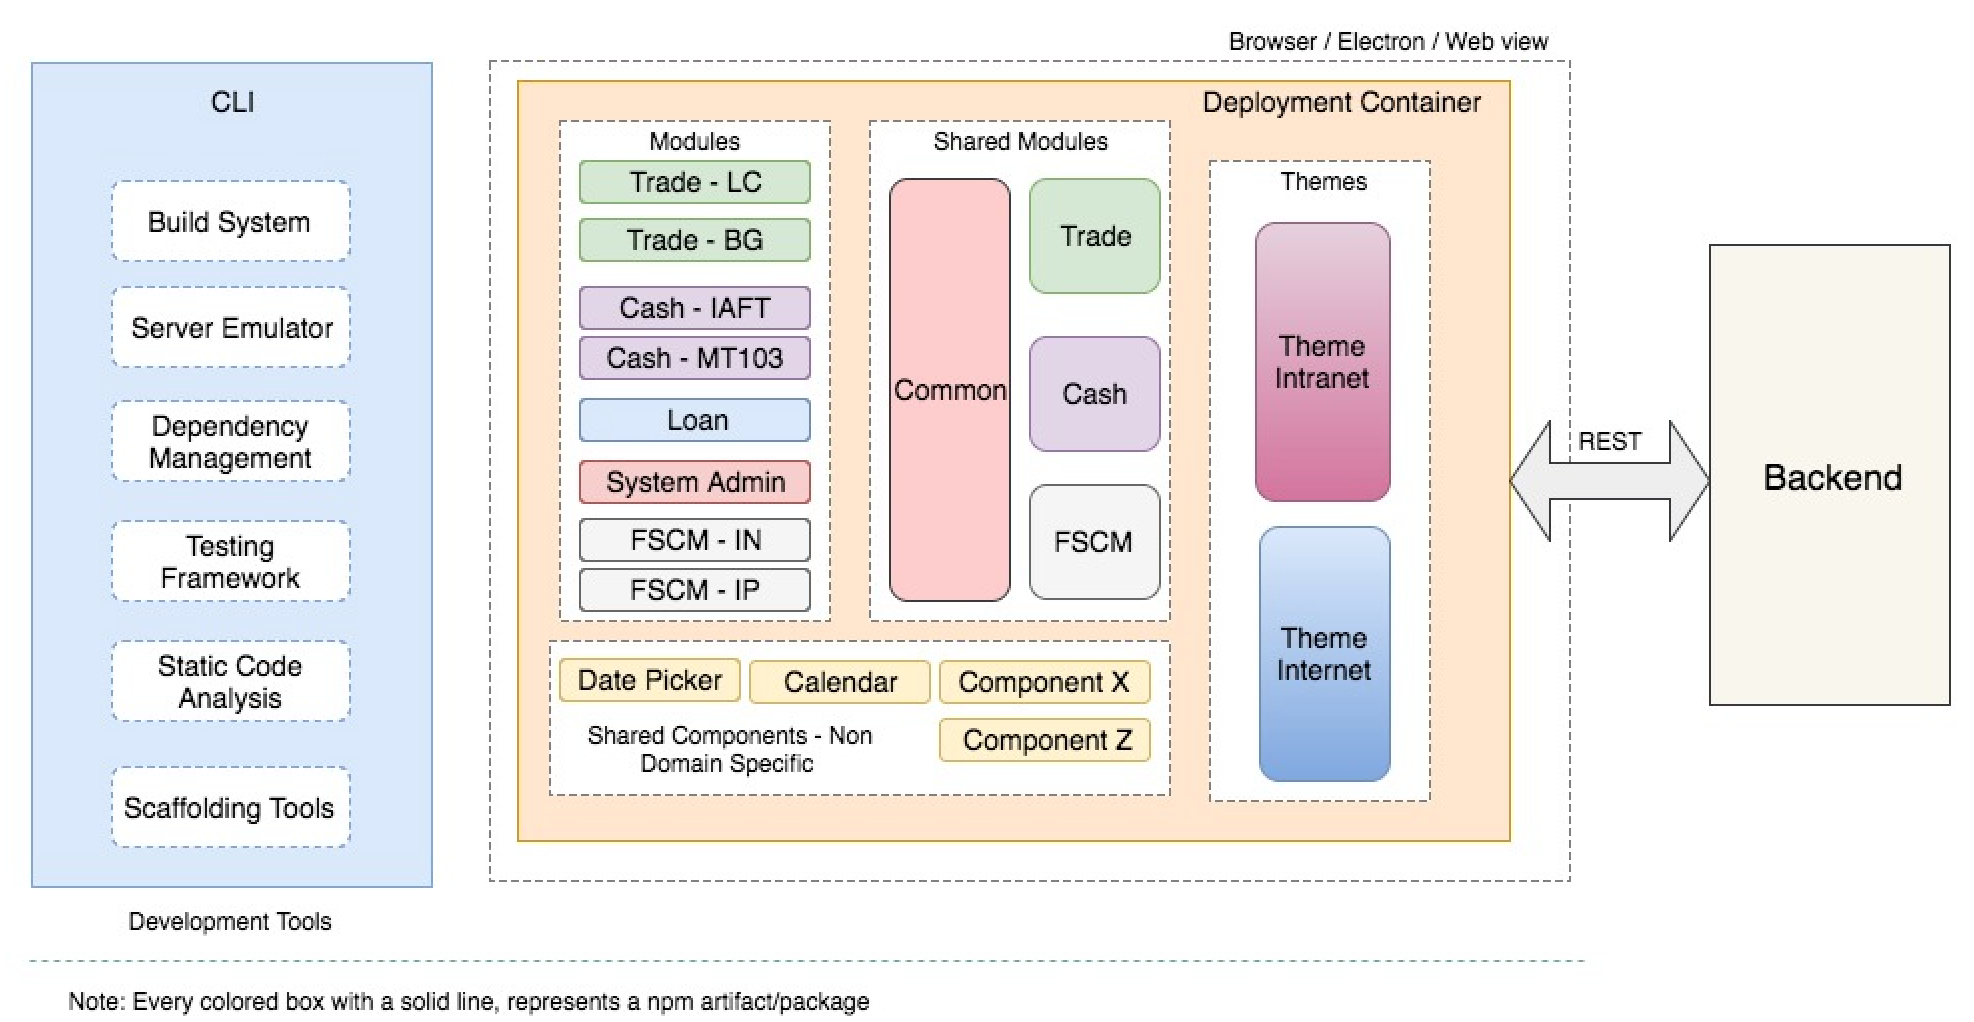 Browser / Electron / Web view
CLI
Build System
Server Emulator
Dependency
Management
Testing
Framework
Static Code
Analysis
Scaffolding Tools
Development Tools
Deployment Container
Modules
Trade - LC
Trade - BG
Cash - IAFT
Cash - MT103
Loan
System Admin
FSCM - IN
FSCM - IP
Shared Modules
Common
Trade
Cash
FSCM
Themes
Theme
Intranet
Theme
Internet
Date Picker
Calendar
Component X
Component Z
Shared Components - Non
Domain Specific
REST
Backend
Note: Every colored box with a solid line, represents a npm artifact/package